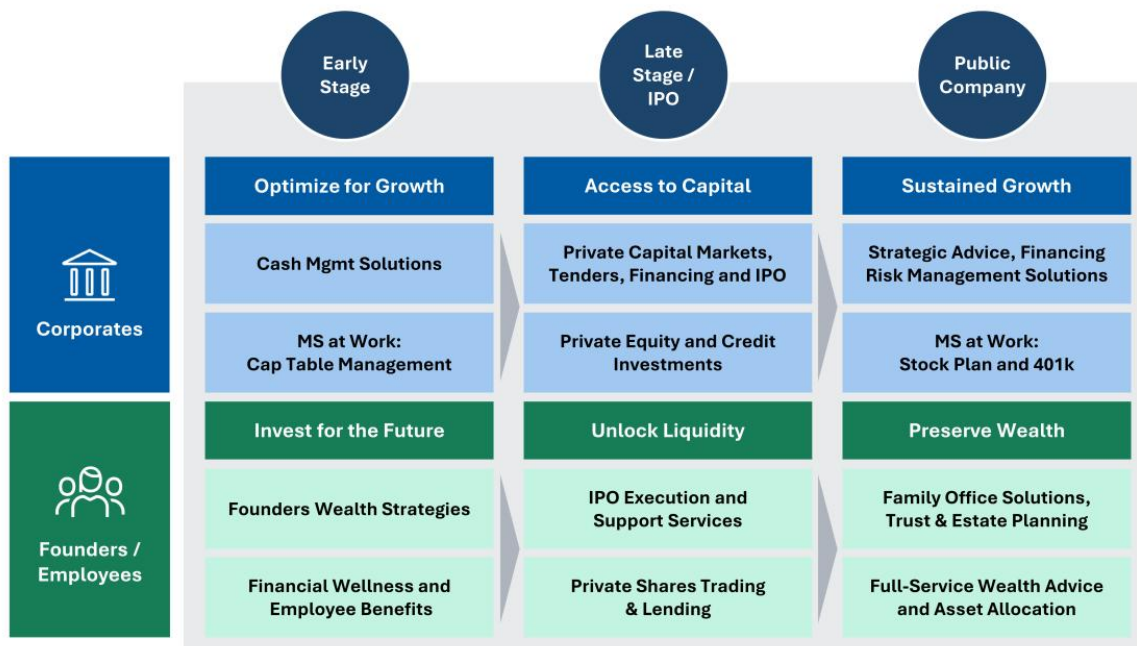 Early
Stage
Late
Stage /
IPO
Public
Company
Corporates
Optimize for Growth
Access to Capital
Sustained Growth
Cash Mgmt Solutions
Private Capital Markets,
Tenders, Financing and IPO
Strategic Advice, Financing
Risk Management Solutions
MS at Work:
Cap Table Management
Private Equity and Credit
Investments
MS at Work:
Stock Plan and 401k
Founders /
Employees
Invest for the Future
Unlock Liquidity
Preserve Wealth
Founders Wealth Strategies
IPO Execution and
Support Services
Family Office Solutions,
Trust & Estate Planning
Financial Wellness and
Employee Benefits
Private Shares Trading
& Lending
Full-Service Wealth Advice
and Asset Allocation